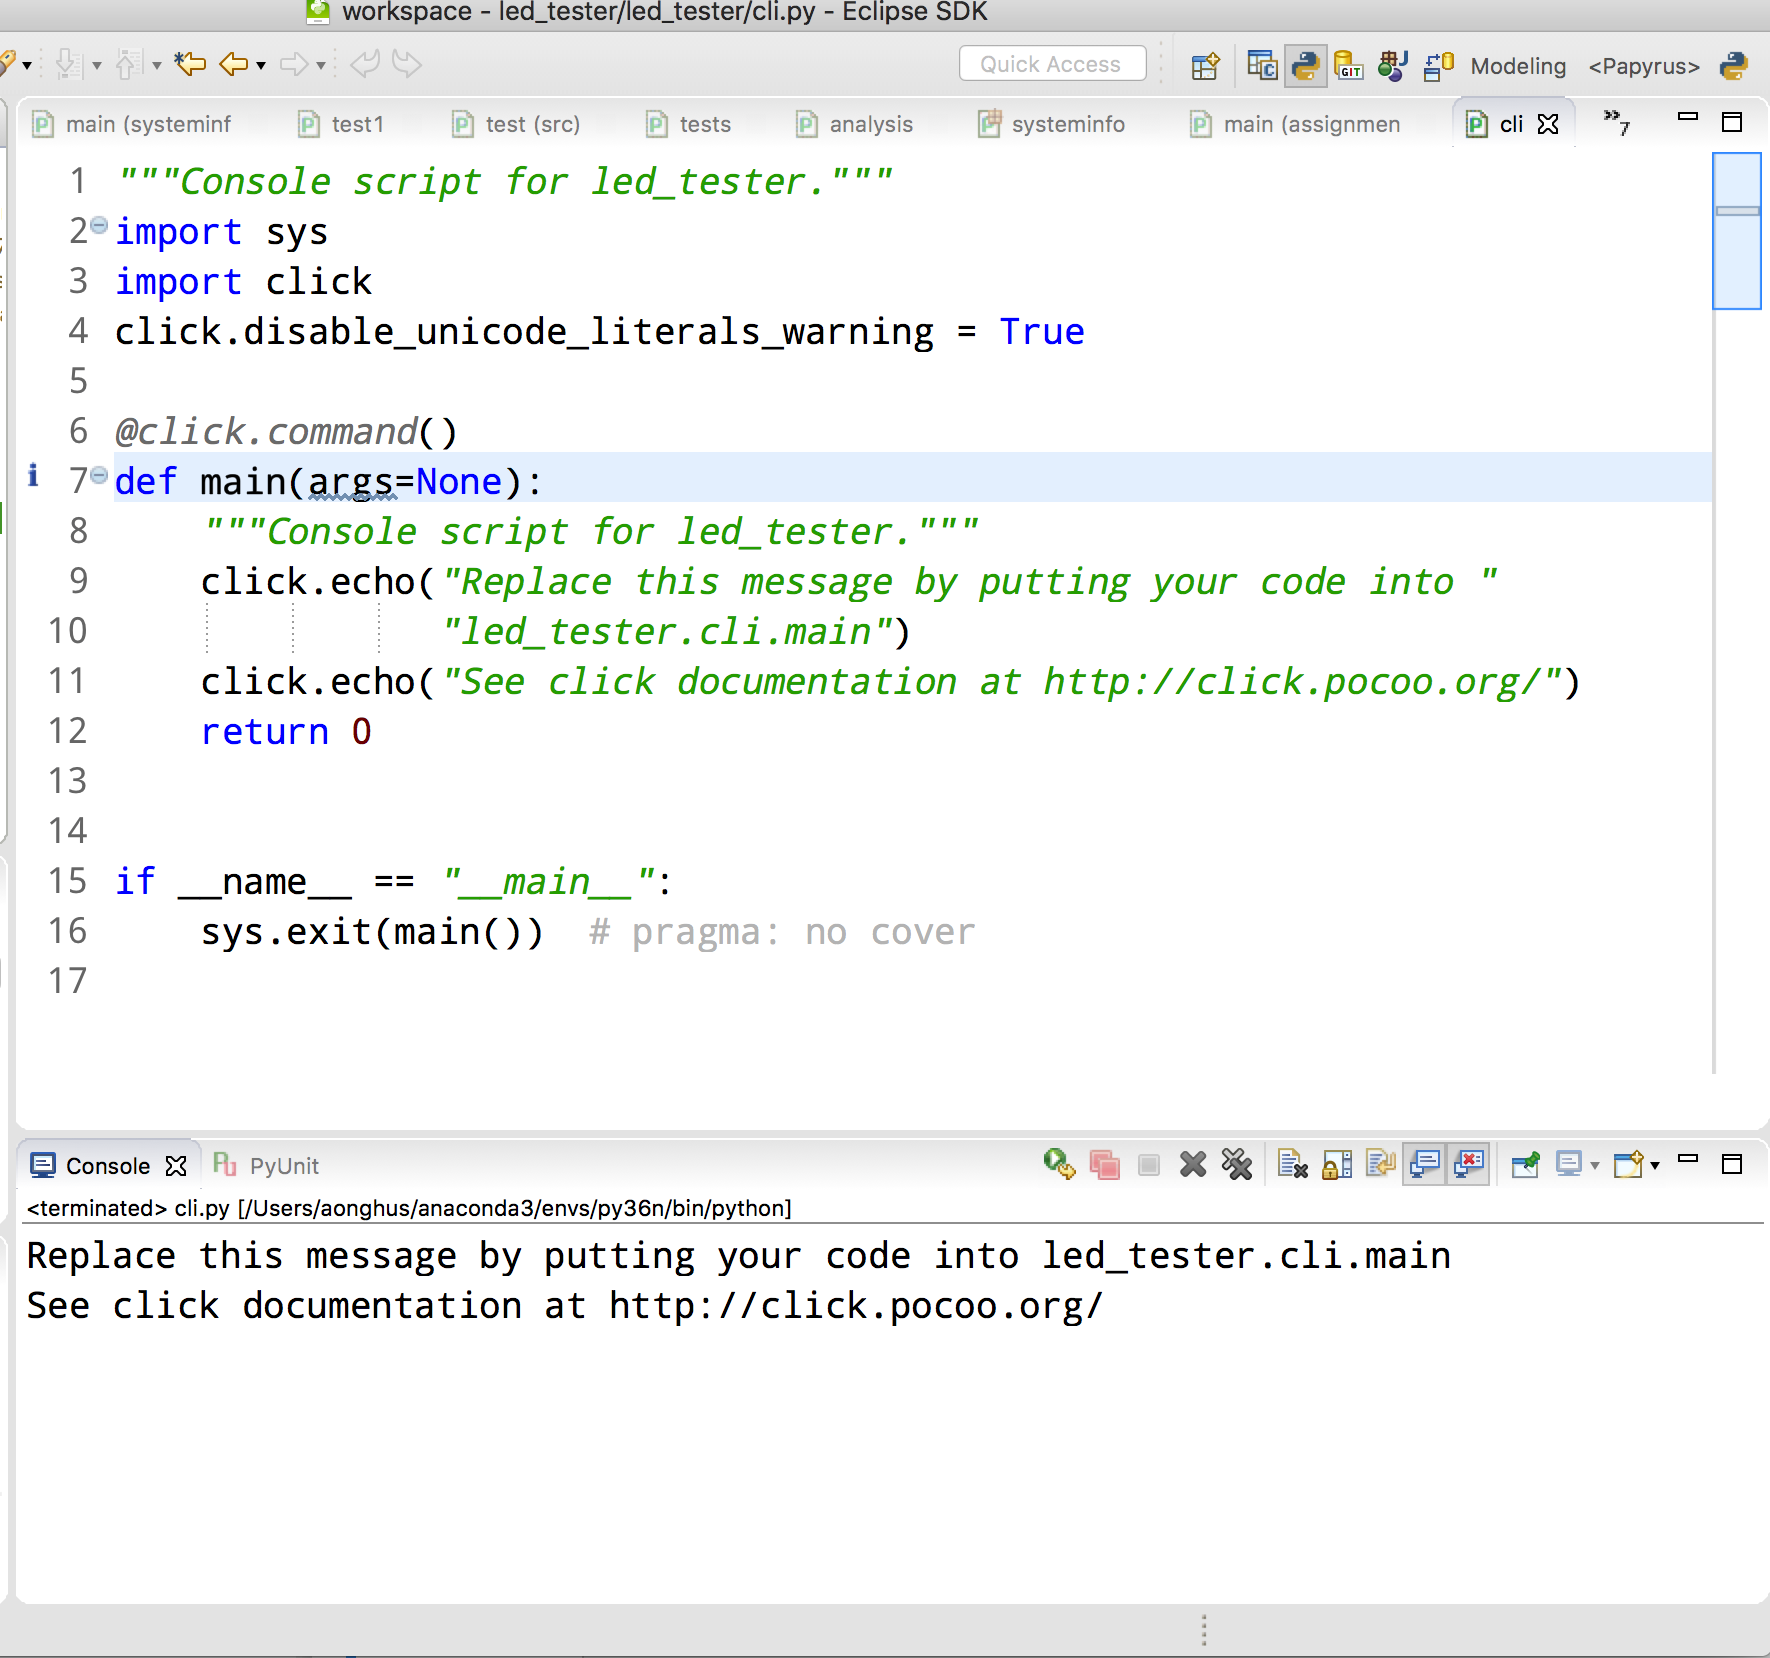 workspace - led_tester/led_tester/cli.py - Eclipse SDK
Quick Access
GIT
Modeling
<Papyrus>
main (systeminf
test1
test (src)
tests
analysis
systeminfo
main (assignmen
cli
»7
1 """Console script for led_tester."""
2 import sys
3 import click
4 click.disable_unicode_literals_warning = True
5
6 @click.command()
7 def main(args=None):
8 """Console script for led_tester."""
9 click.echo("Replace this message by putting your code into "
10 "led_tester.cli.main")
11 click.echo("See click documentation at http://click.pocoo.org/")
12 return 0
13
14
15 if __name__ == "__main__":
16 sys.exit(main())  # pragma: no cover
17
Console
PyUnit
<terminated> cli.py [/Users/aonghus/anaconda3/envs/py36n/bin/python]
Replace this message by putting your code into led_tester.cli.main
See click documentation at http://click.pocoo.org/